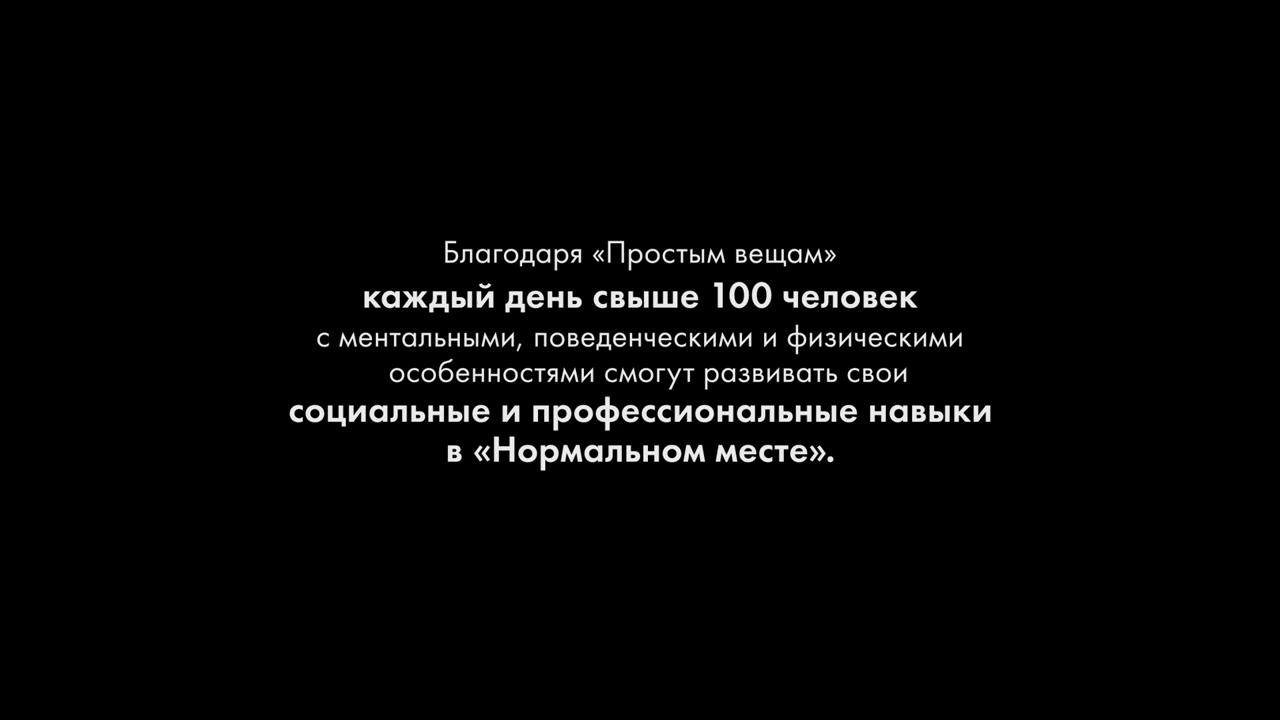 Благодаря «Простым вещам»
каждый день свыше 100 человек
с ментальными, поведенческими и физическими
особенностями смогут развивать свои
социальные и профессиональные навыки
в «Нормальном месте».